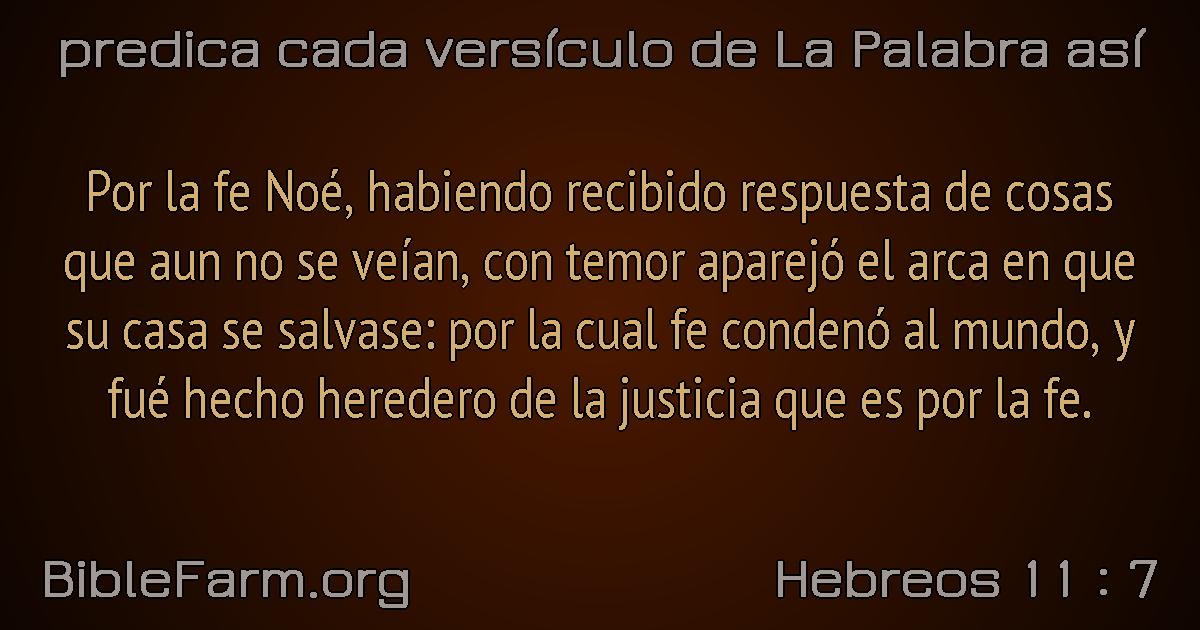 predica cada versículo de La Palabra así
Por la fe Noé, habiendo recibido respuesta de cosas
que aun no se veían, con temor aparejó el arca en que
su casa se salvase: por la cual fe condenó al mundo, y
fué hecho heredero de la justicia que es por la fe.
BibleFarm.org
Hebreos 11 : 7